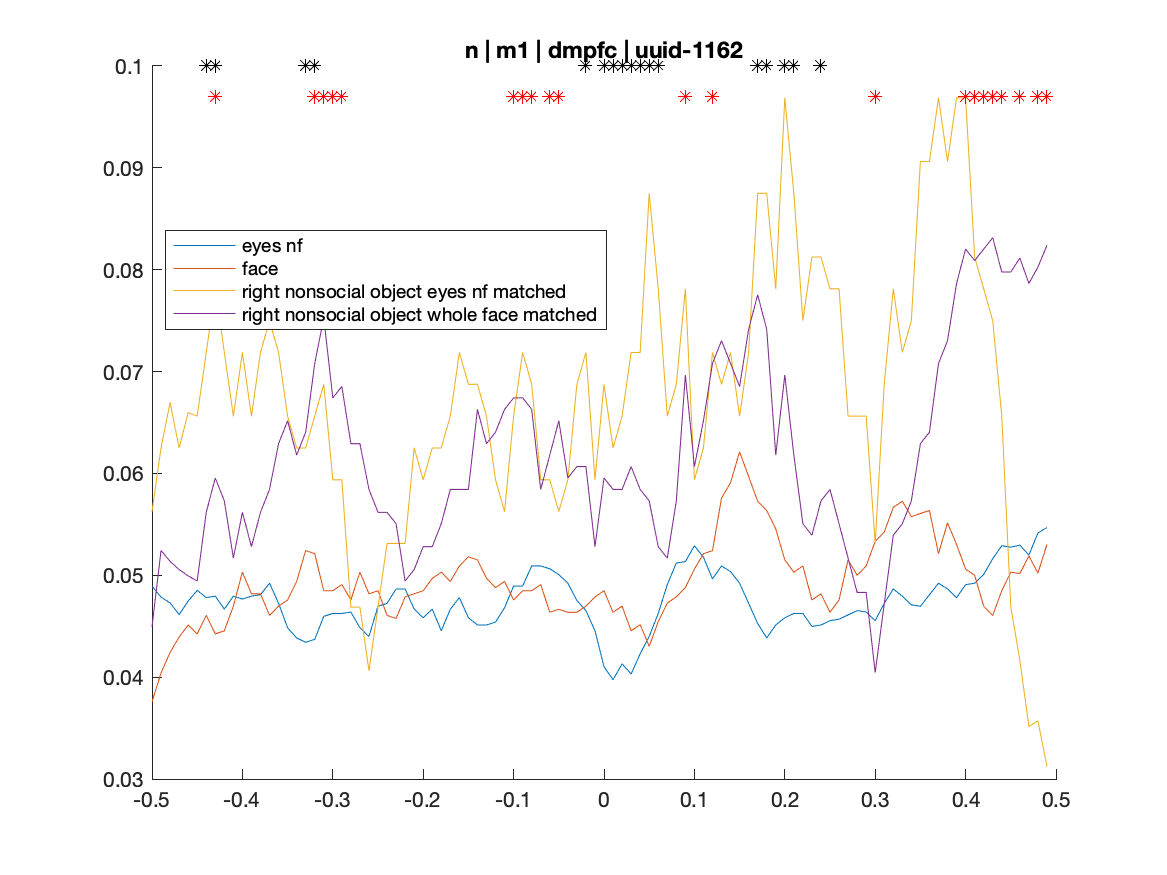 n | m1 | dmpfc | uuid-1162
0.1
0.09
0.08
0.07
0.06
0.05
0.04
0.03
eyes nf
face
right nonsocial object eyes nf matched
right nonsocial object whole face matched
-0.5 -0.4 -0.3 -0.2 -0.1 0 0.1 0.2 0.3 0.4 0.5